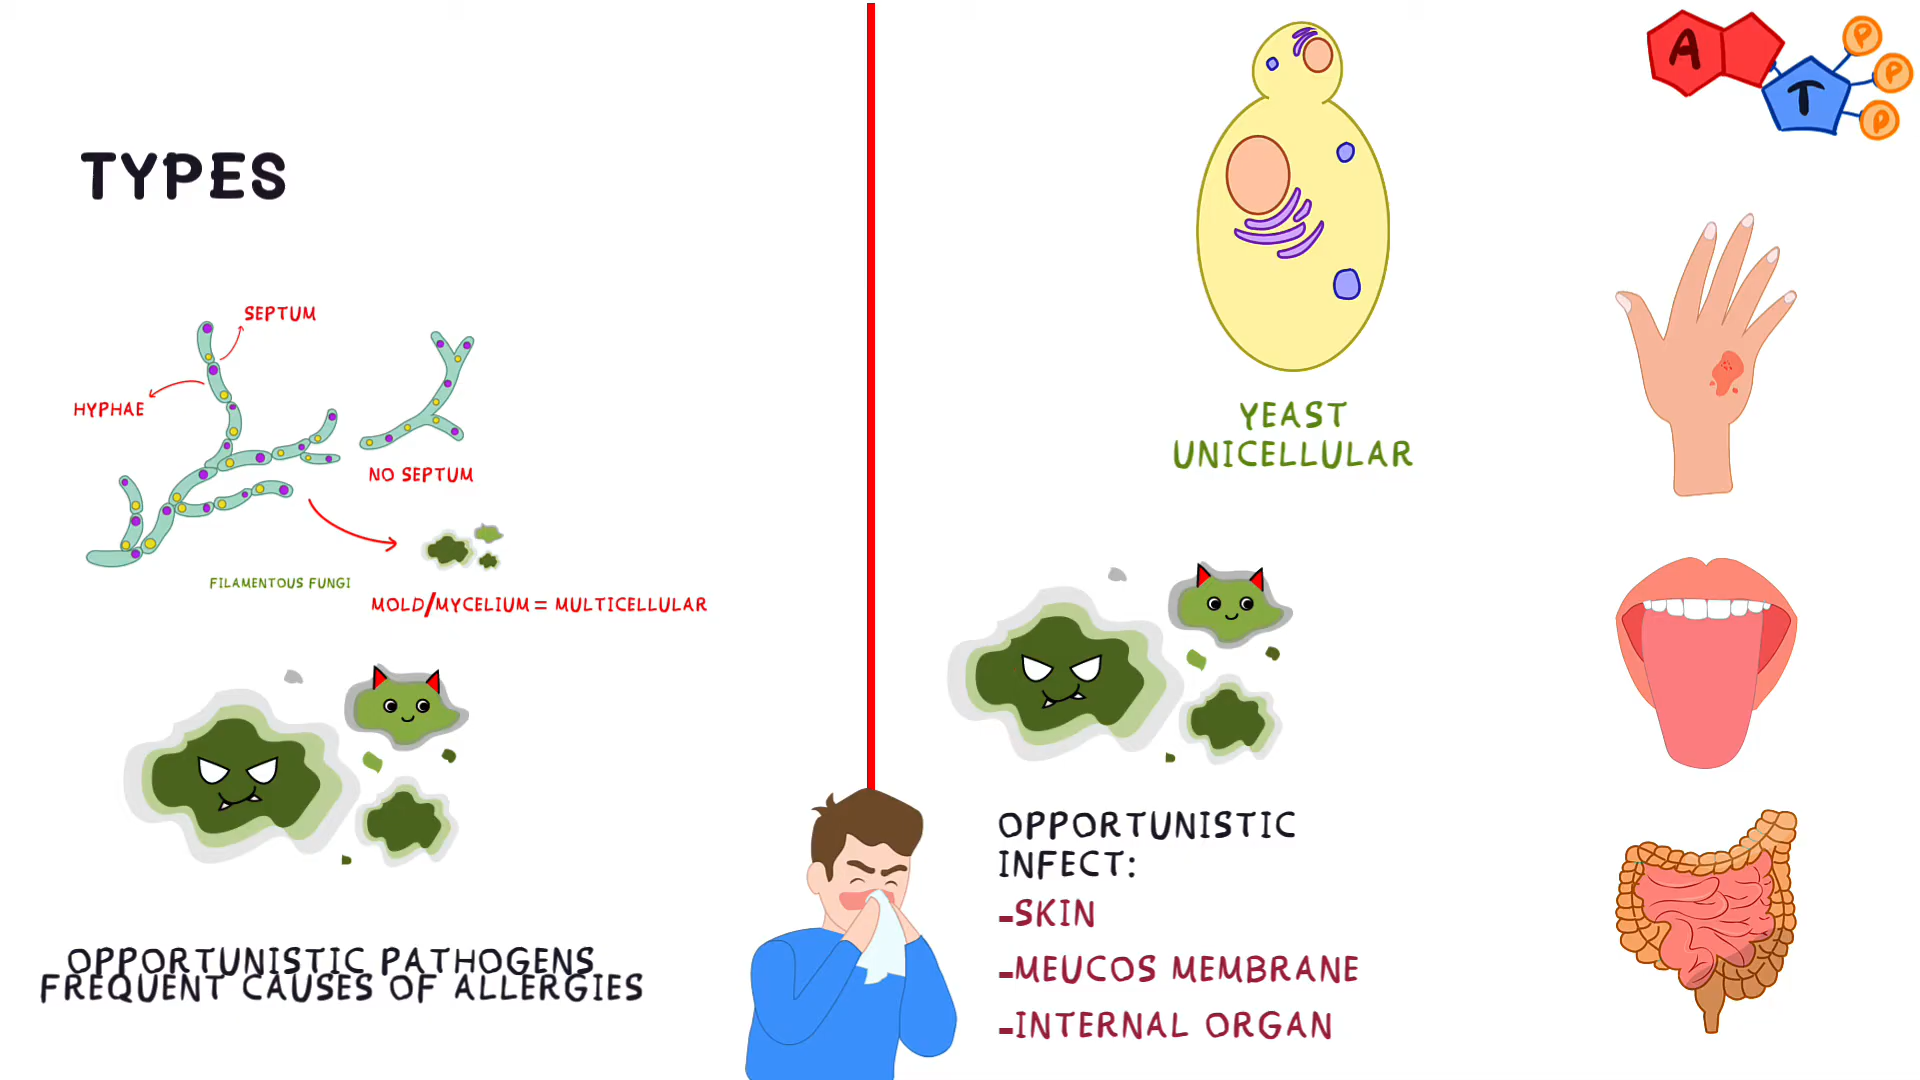 TYPES
SEPTUM
HYPHAE
NO SEPTUM
FILAMENTOUS FUNGI
MOLD/MYCELIUM = MULTICELLULAR
OPPORTUNISTIC PATHOGENS
FREQUENT CAUSES OF ALLERGIES
A
T
P
P
P
YEAST
UNICELLULAR
OPPORTUNISTIC
INFECT:
-SKIN
-MEUCOS MEMBRANE
-INTERNAL ORGAN